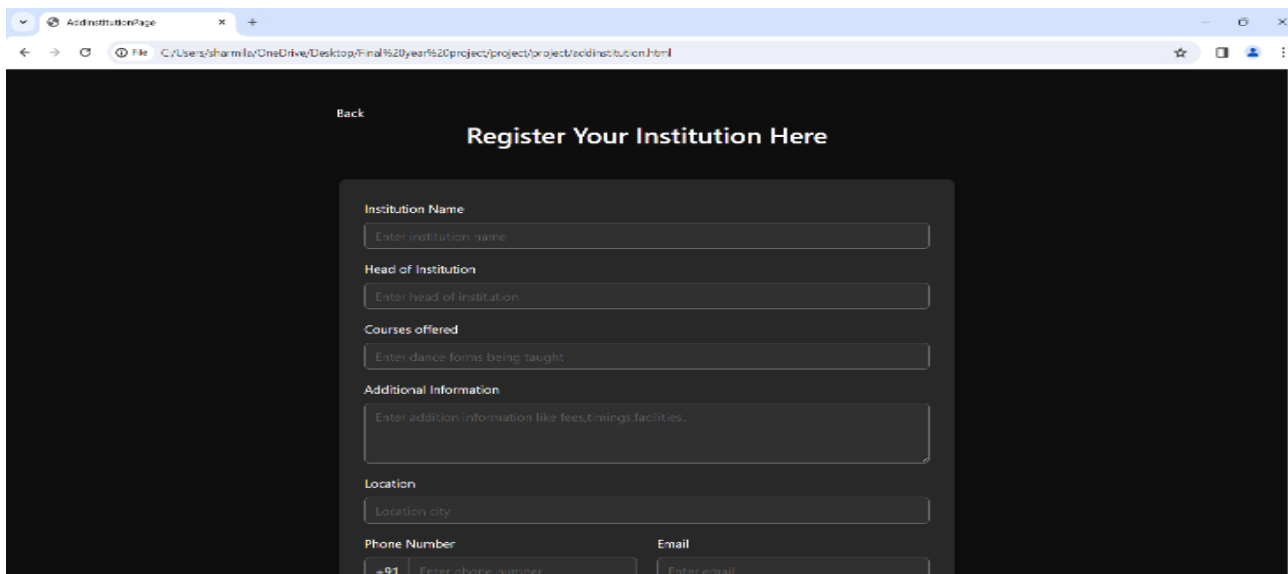 AddInstitutionPage
File C:/Users/sharmila/OneDrive/Desktop/Final%20year%20project/project/project/addinstitution.html
Back
Register Your Institution Here
Institution Name
Enter institution name
Head of Institution
Enter head of institution
Courses offered
Enter dance forms being taught
Additional Information
Enter addition information like fees,timings,facilities.
Location
Location city
Phone Number Email
+91 Enter phone number Enter email